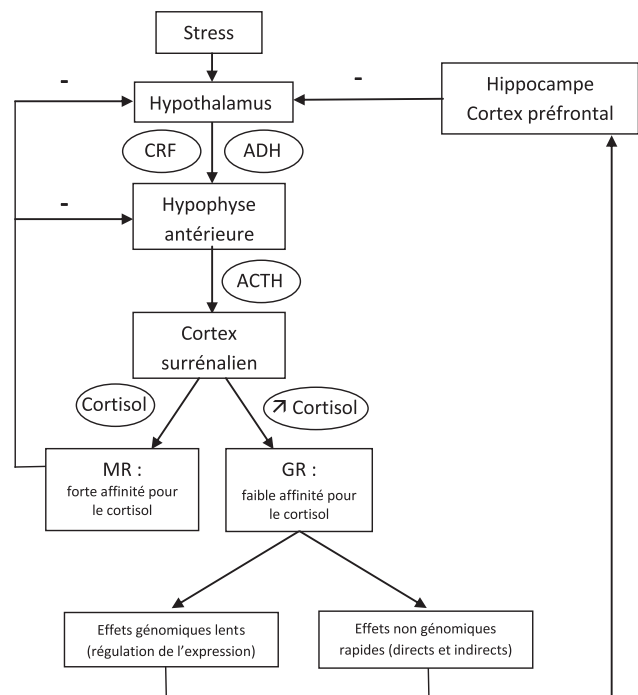 Stress
-
-
Hypothalamus
Hippocampe
Cortex préfrontal
CRF
ADH
-
Hypophyse
antérieure
ACTH
Cortex
surrénalien
Cortisol
↗ Cortisol
MR :
forte affinité pour
le cortisol
GR :
faible affinité pour
le cortisol
Effets génomiques lents
(régulation de l'expression)
Effets non génomiques
rapides (directs et indirects)